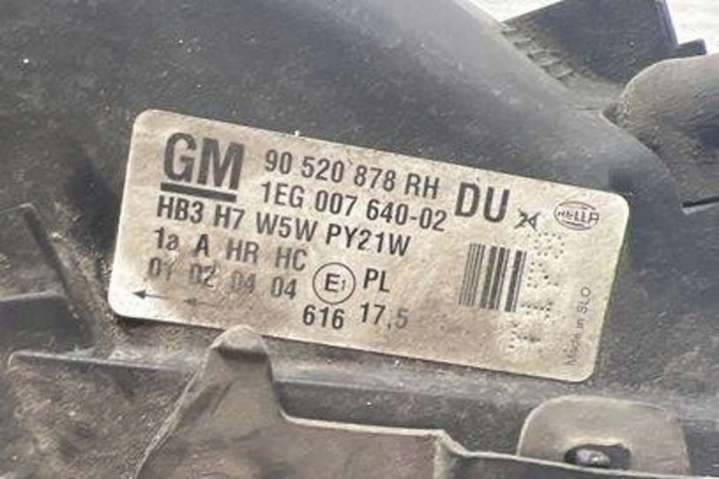 GM 90 520 878 RH DU 24 HELLA
1EG 007 640-02
HB3 H7 W5W PY21W
1a A HR HC
01 02 04 04 E1 PL
616 17,5
Made in SLO